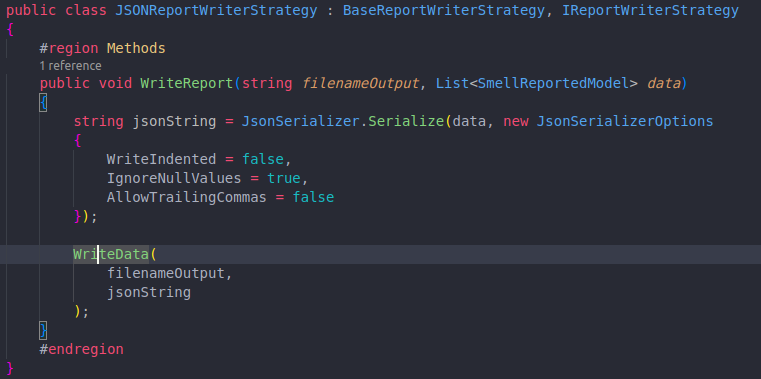 public class JSONReportWriterStrategy : BaseReportWriterStrategy, IReportWriterStrategy
{
    #region Methods
    1 reference
    public void WriteReport(string filenameOutput, List<SmellReportedModel> data)
    {
        string jsonString = JsonSerializer.Serialize(data, new JsonSerializerOptions
        {
            WriteIndented = false,
            IgnoreNullValues = true,
            AllowTrailingCommas = false
        });

        WriteData(
            filenameOutput,
            jsonString
        );
    }
    #endregion
}